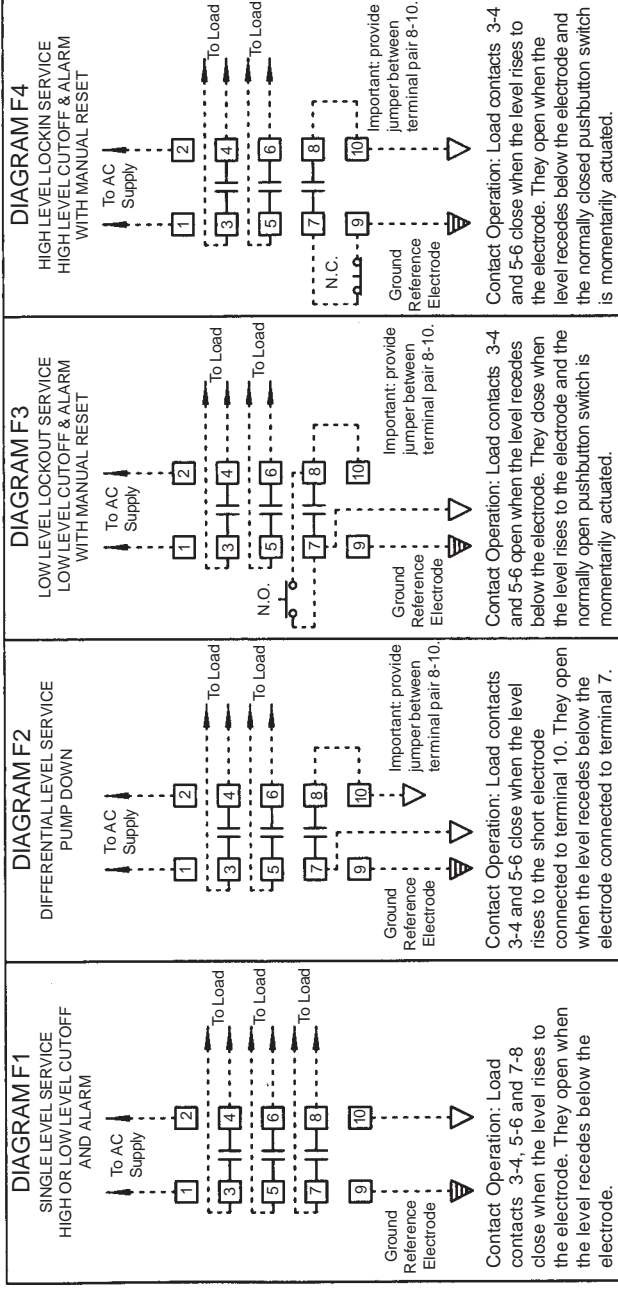 DIAGRAM F1
SINGLE LEVEL SERVICE
HIGH OR LOW LEVEL CUTOFF
AND ALARM
To AC
Supply
1
2
3
4
To Load
5
6
To Load
7
8
To Load
9
10
Ground
Reference
Electrode
Contact Operation: Load
contacts 3-4, 5-6 and 7-8
close when the level rises to
the electrode. They open when
the level recedes below the
electrode.
DIAGRAM F2
DIFFERENTIAL LEVEL SERVICE
PUMP DOWN
To AC
Supply
1
2
3
4
To Load
5
6
To Load
7
8
9
10
Ground
Reference
Electrode
Important: provide
jumper between
terminal pair 8-10.
Contact Operation: Load contacts
3-4 and 5-6 close when the level
rises to the short electrode
connected to terminal 10. They open
when the level recedes below the
electrode connected to terminal 7.
DIAGRAM F3
LOW LEVEL LOCKOUT SERVICE
LOW LEVEL CUTOFF & ALARM
WITH MANUAL RESET
To AC
Supply
1
2
3
4
To Load
5
6
To Load
N.O.
7
8
9
10
Ground
Reference
Electrode
Important: provide
jumper between
terminal pair 8-10.
Contact Operation: Load contacts 3-4
and 5-6 open when the level recedes
below the electrode. They close when
the level rises to the electrode and the
normally open pushbutton switch is
momentarily actuated.
DIAGRAM F4
HIGH LEVEL LOCKIN SERVICE
HIGH LEVEL CUTOFF & ALARM
WITH MANUAL RESET
To AC
Supply
1
2
3
4
To Load
5
6
To Load
7
8
N.C.
9
10
Ground
Reference
Electrode
Important: provide
jumper between
terminal pair 8-10.
Contact Operation: Load contacts 3-4
and 5-6 close when the level rises to
the electrode. They open when the
level recedes below the electrode and
the normally closed pushbutton switch
is momentarily actuated.